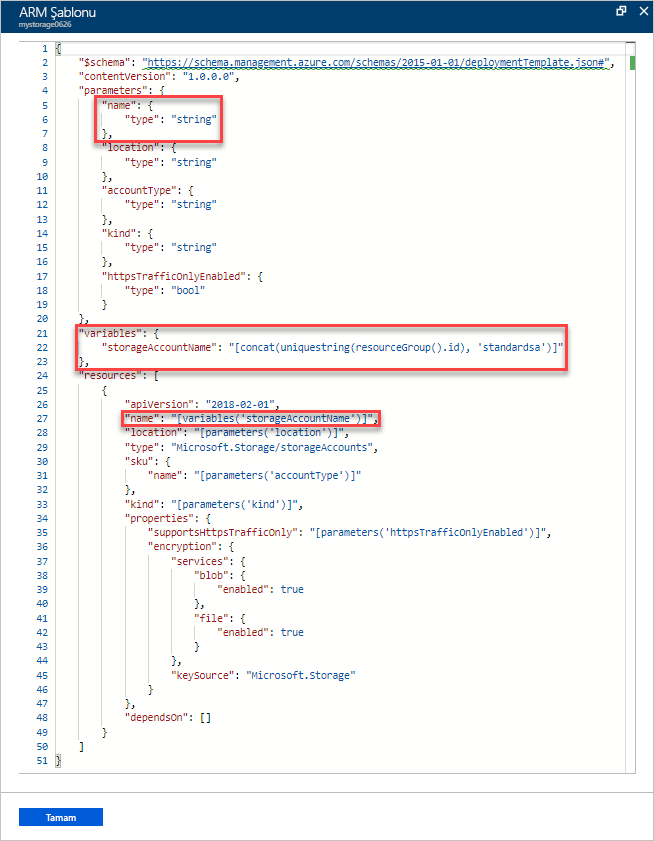 ARM Şablonu
mystorage0626
1 {
2 "$schema": "https://schema.management.azure.com/schemas/2015-01-01/deploymentTemplate.json#",
3 "contentVersion": "1.0.0.0",
4 "parameters": {
5 "name": {
6 "type": "string"
7 },
8 "location": {
9 "type": "string"
10 },
11 "accountType": {
12 "type": "string"
13 },
14 "kind": {
15 "type": "string"
16 },
17 "httpsTrafficOnlyEnabled": {
18 "type": "bool"
19 }
20 },
21 "variables": {
22 "storageAccountName": "[concat(uniquestring(resourceGroup().id), 'standardsa')]"
23 },
24 "resources": [
25 {
26 "apiVersion": "2018-02-01",
27 "name": "[variables('storageAccountName')]",
28 "location": "[parameters('location')]",
29 "type": "Microsoft.Storage/storageAccounts",
30 "sku": {
31 "name": "[parameters('accountType')]"
32 },
33 "kind": "[parameters('kind')]",
34 "properties": {
35 "supportsHttpsTrafficOnly": "[parameters('httpsTrafficOnlyEnabled')]",
36 "encryption": {
37 "services": {
38 "blob": {
39 "enabled": true
40 },
41 "file": {
42 "enabled": true
43 }
44 },
45 "keySource": "Microsoft.Storage"
46 }
47 },
48 "dependsOn": []
49 }
50 ]
51 }
Tamam